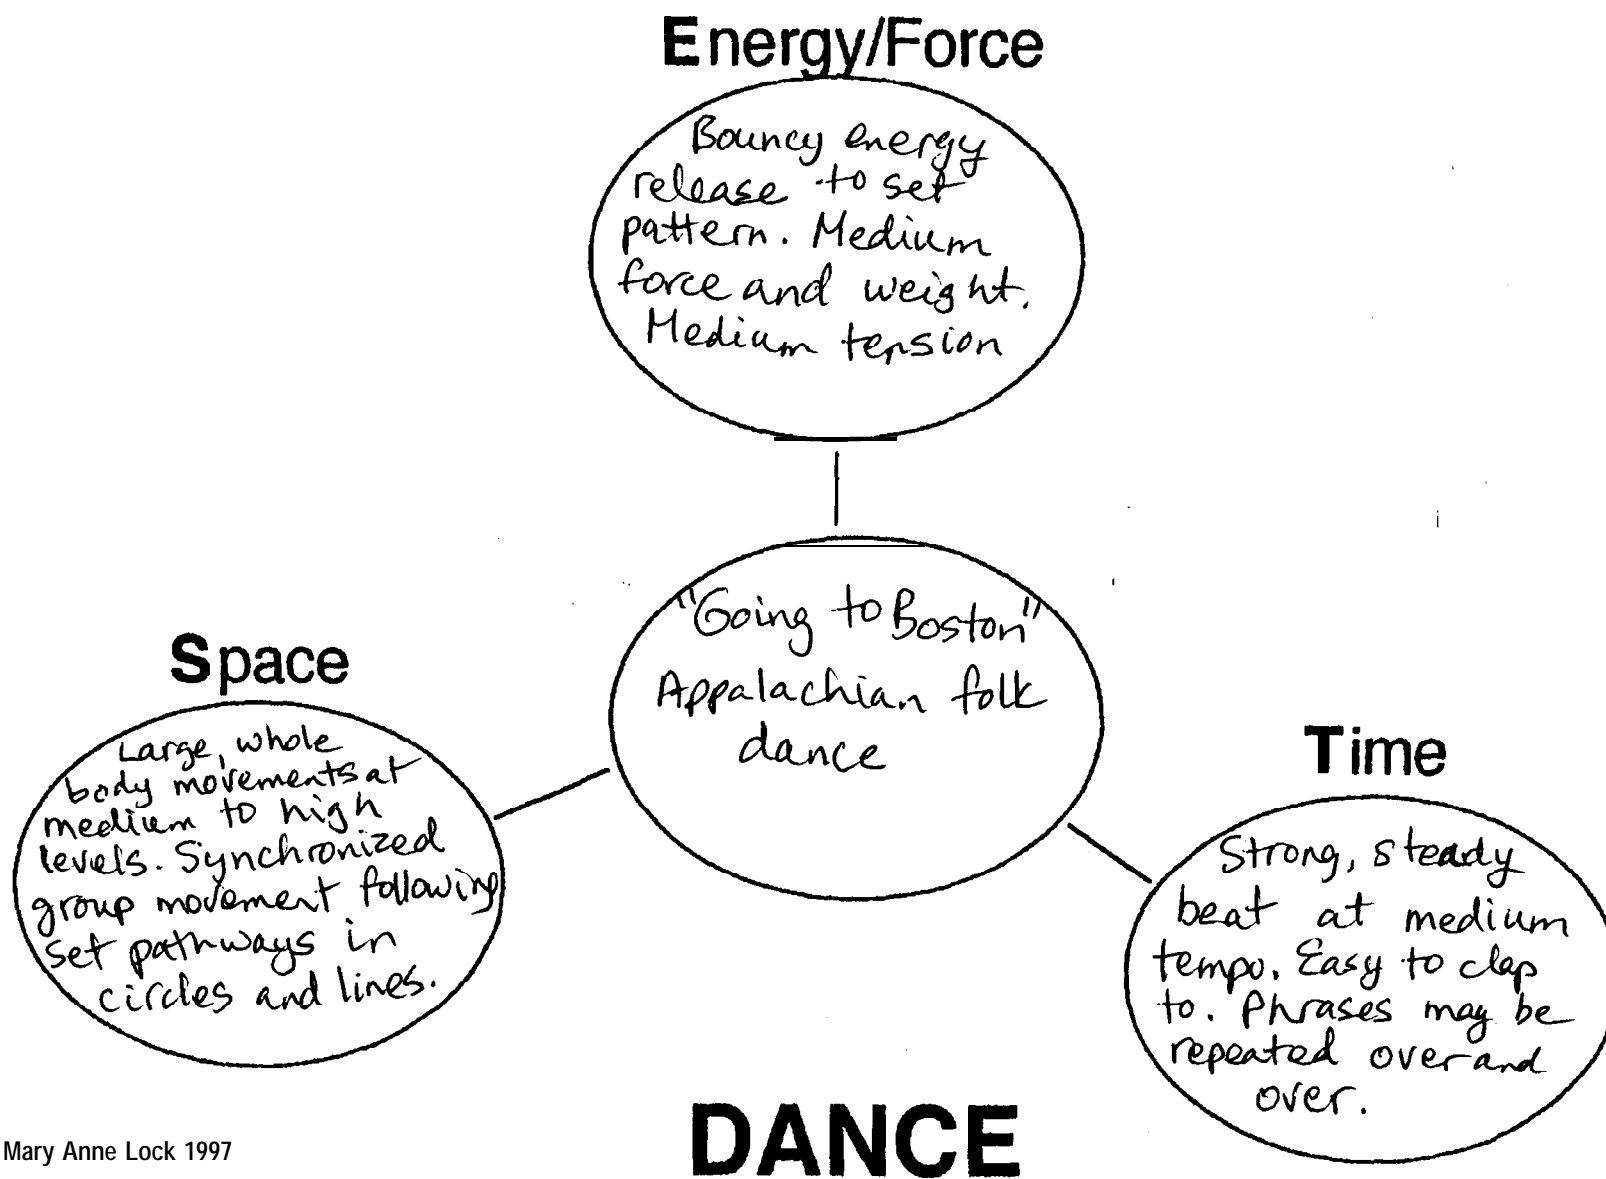 Energy/Force
Bouncy energy
release to set
pattern. Medium
force and weight.
Medium tension
"Going to Boston"
Appalachian folk
dance
Space
Large, whole
body movements at
medium to high
levels. Synchronized
group movement following
set pathways in
circles and lines.
Time
Strong, steady
beat at medium
tempo. Easy to clap
to. Phrases may be
repeated over and
over.
DANCE
Mary Anne Lock 1997